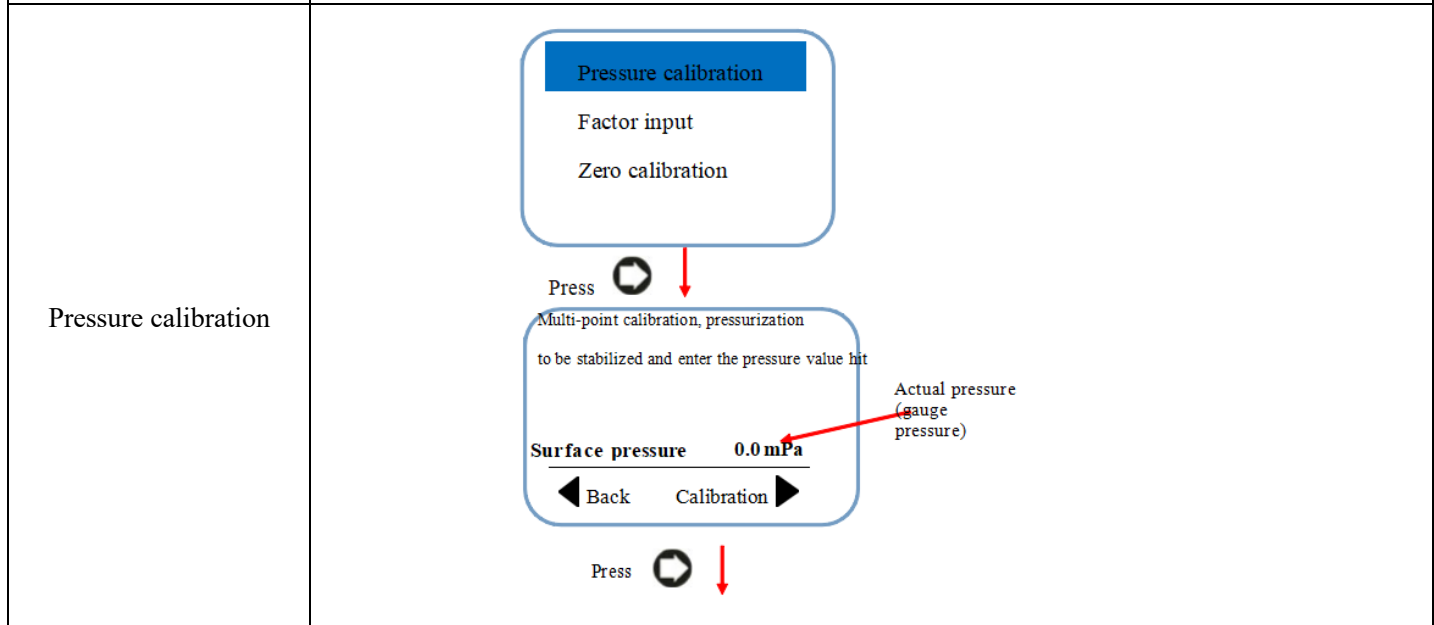 Pressure calibration
Pressure calibration
Factor input
Zero calibration
Press
Multi-point calibration, pressurization
to be stabilized and enter the pressure value hit
Actual pressure
(gauge
pressure)
Surface pressure 0.0 mPa
Back Calibration
Press